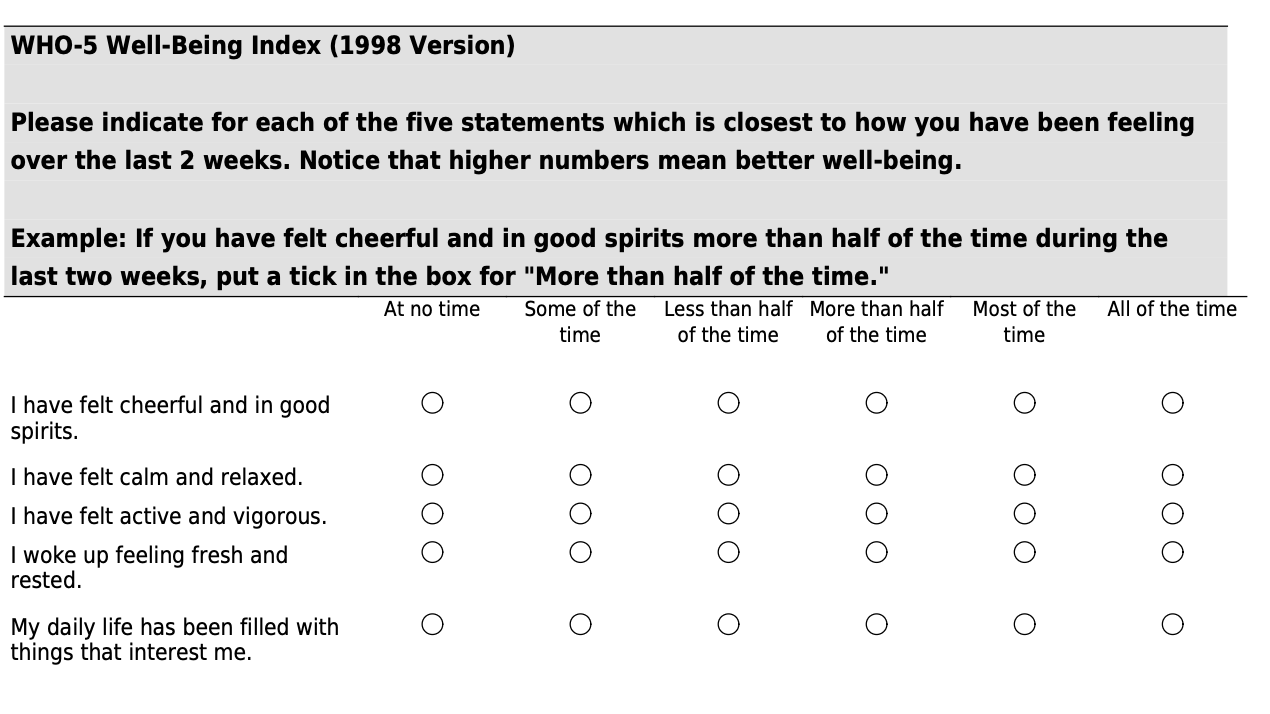 WHO-5 Well-Being Index (1998 Version)
Please indicate for each of the five statements which is closest to how you have been feeling
over the last 2 weeks. Notice that higher numbers mean better well-being.
Example: If you have felt cheerful and in good spirits more than half of the time during the
last two weeks, put a tick in the box for "More than half of the time."
At no time Some of the Less than half More than half Most of the All of the time
time of the time of the time time
I have felt cheerful and in good
spirits.
I have felt calm and relaxed.
I have felt active and vigorous.
I woke up feeling fresh and
rested.
My daily life has been filled with
things that interest me.